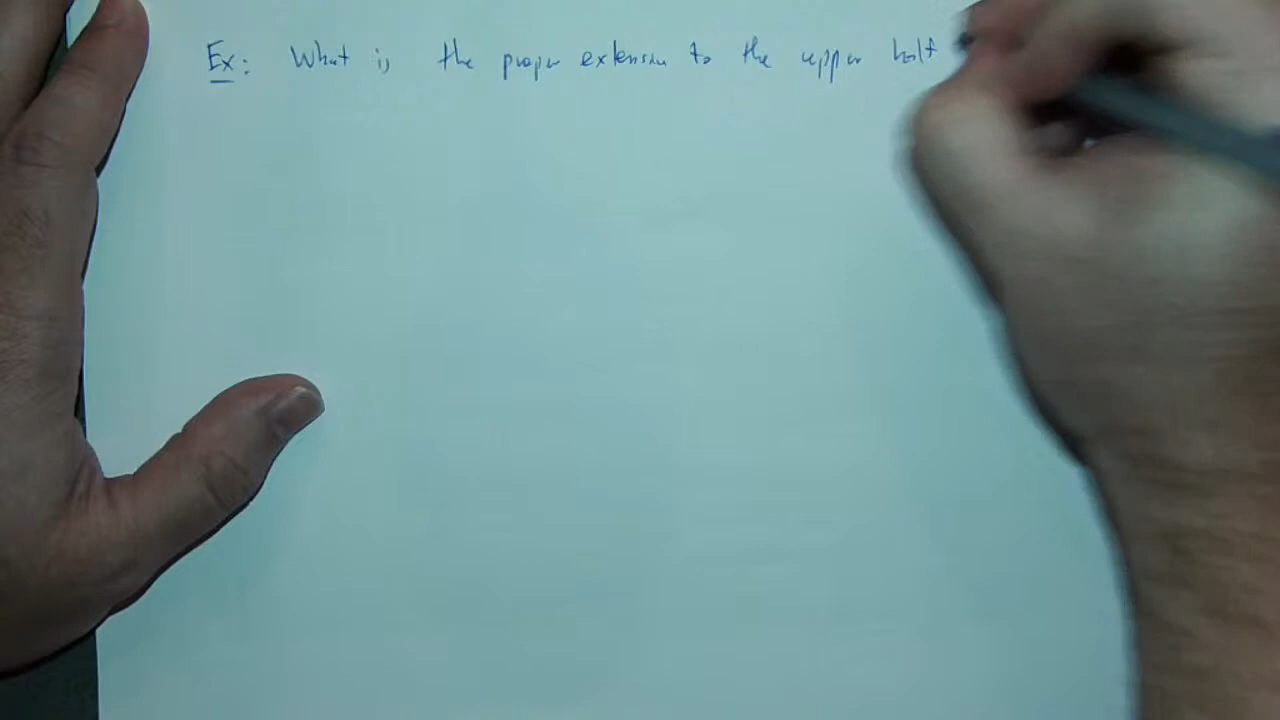 Ex: What is the proper extension to the upper half